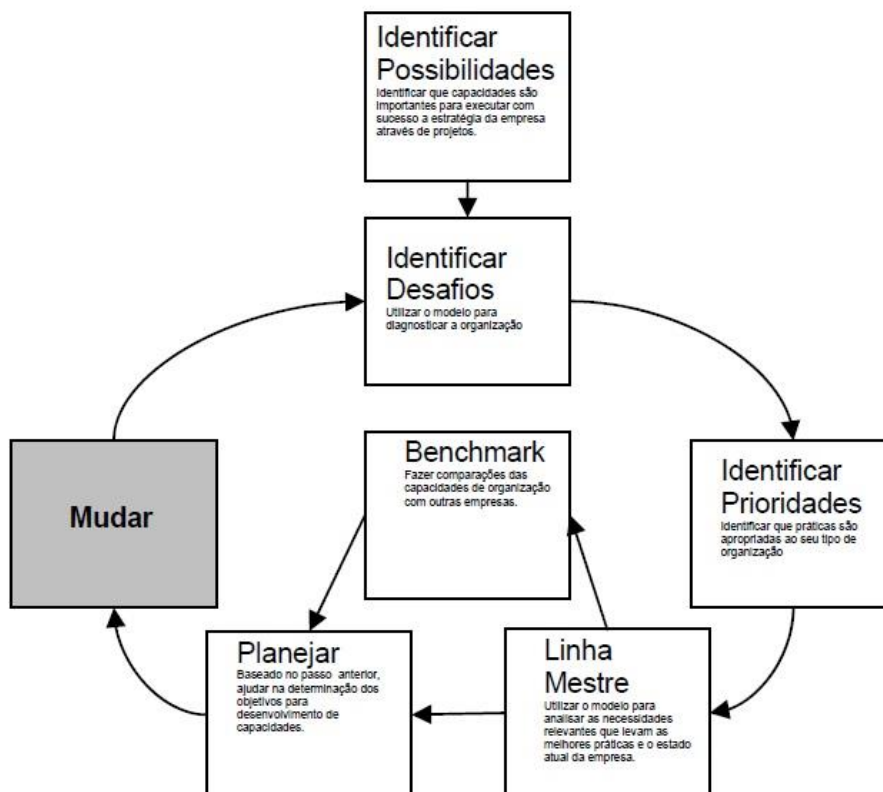 Identificar
Possibilidades
Identificar que capacidades são
importantes para executar com
sucesso a estratégia da empresa
através de projetos.
Identificar
Desafios
Utilizar o modelo para
diagnosticar a organização
Benchmark
Fazer comparações das
capacidades de organização
com outras empresas.
Identificar
Prioridades
Identificar que práticas são
apropriadas ao seu tipo de
organização
Mudar
Planejar
Baseado no passo anterior,
ajudar na determinação dos
objetivos para
desenvolvimento de
capacidades.
Linha
Mestre
Utilizar o modelo para
analisar as necessidades
relevantes que levam as
melhores práticas e o estado
atual da empresa.